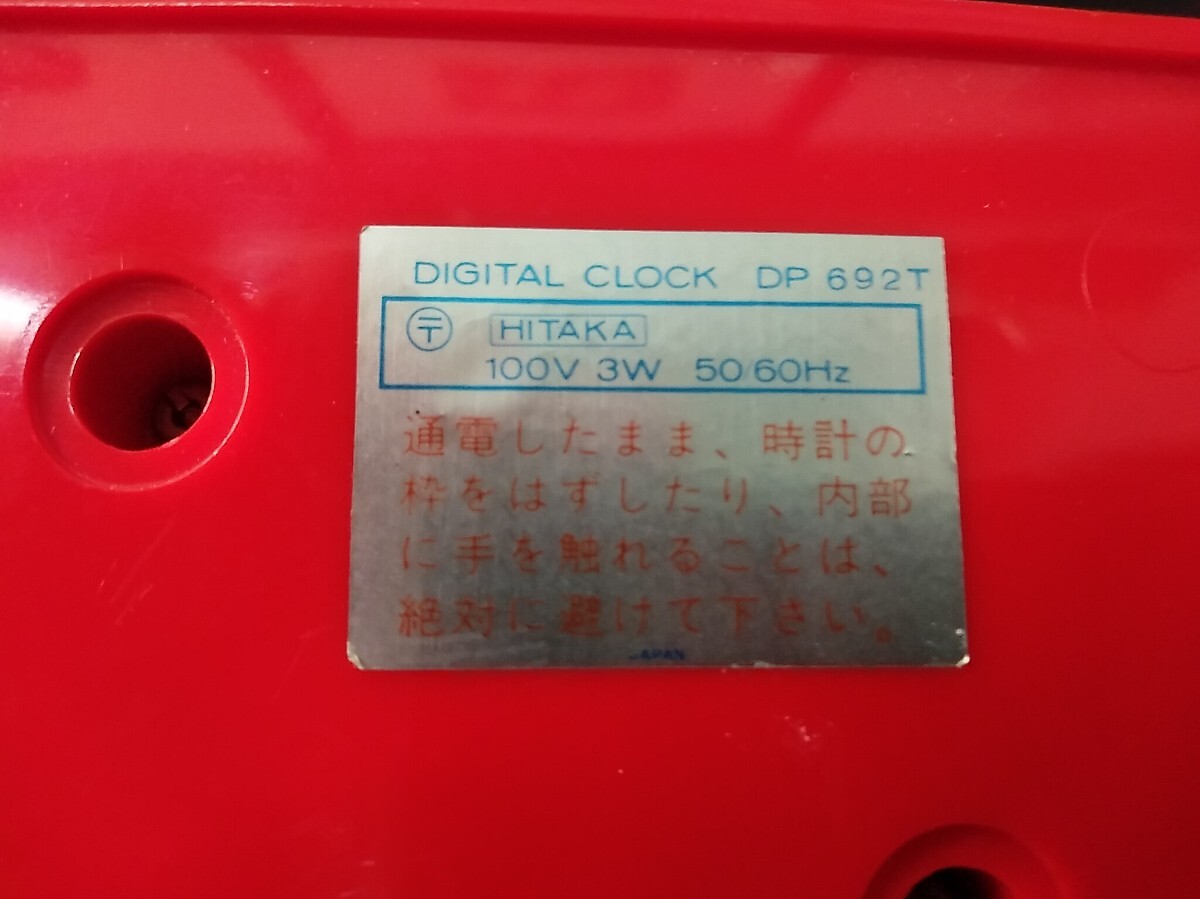 DIGITAL CLOCK DP 692T
〶 HITAKA
100V 3W 50/60Hz
通電したまま、時計の
枠をはずしたり、内部
に手を触れることは、
絶対に避けて下さい。
JAPAN